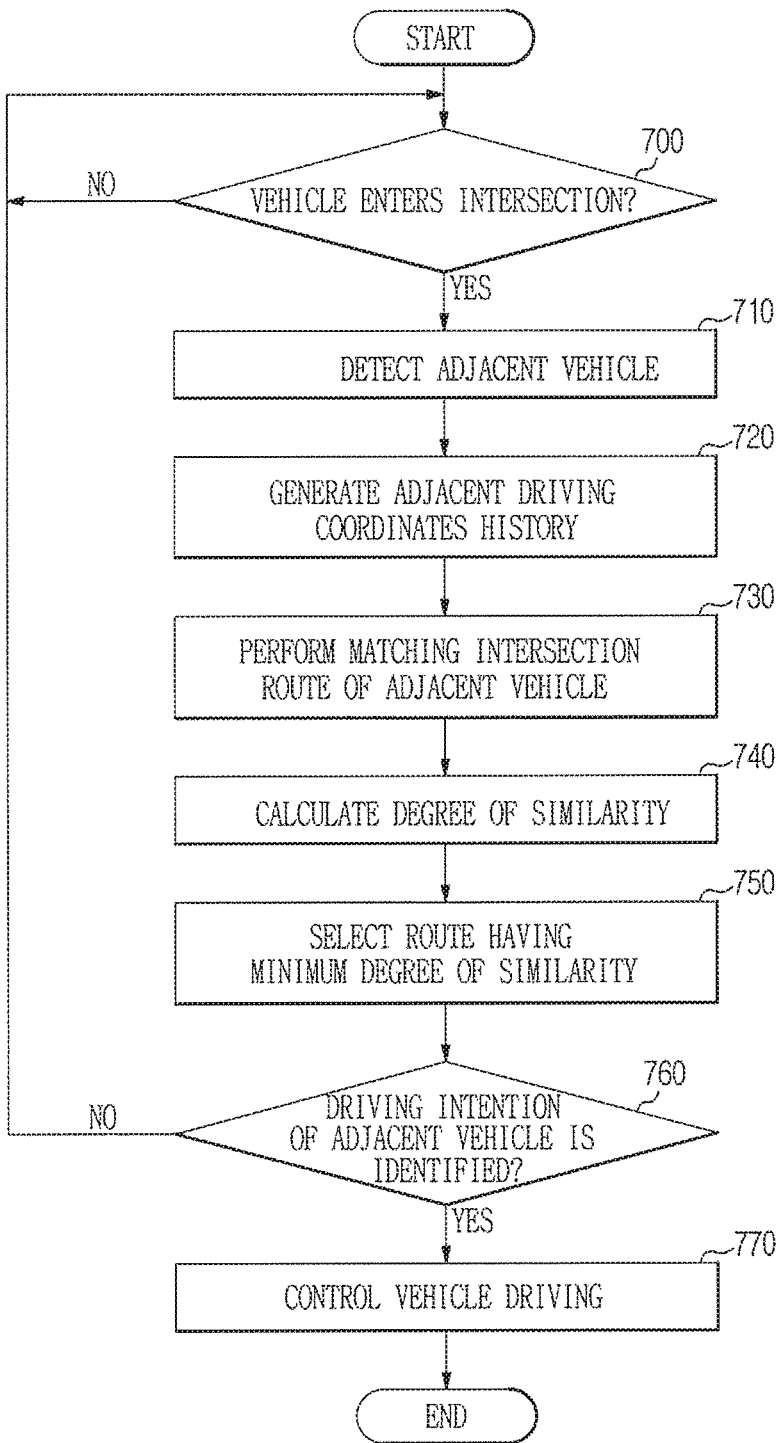 START
700
NO
VEHICLE ENTERS INTERSECTION?
YES
710
DETECT ADJACENT VEHICLE
720
GENERATE ADJACENT DRIVING
COORDINATES HISTORY
730
PERFORM MATCHING INTERSECTION
ROUTE OF ADJACENT VEHICLE
740
CALCULATE DEGREE OF SIMILARITY
750
SELECT ROUTE HAVING
MINIMUM DEGREE OF SIMILARITY
760
NO
DRIVING INTENTION
OF ADJACENT VEHICLE IS
IDENTIFIED?
YES
770
CONTROL VEHICLE DRIVING
END